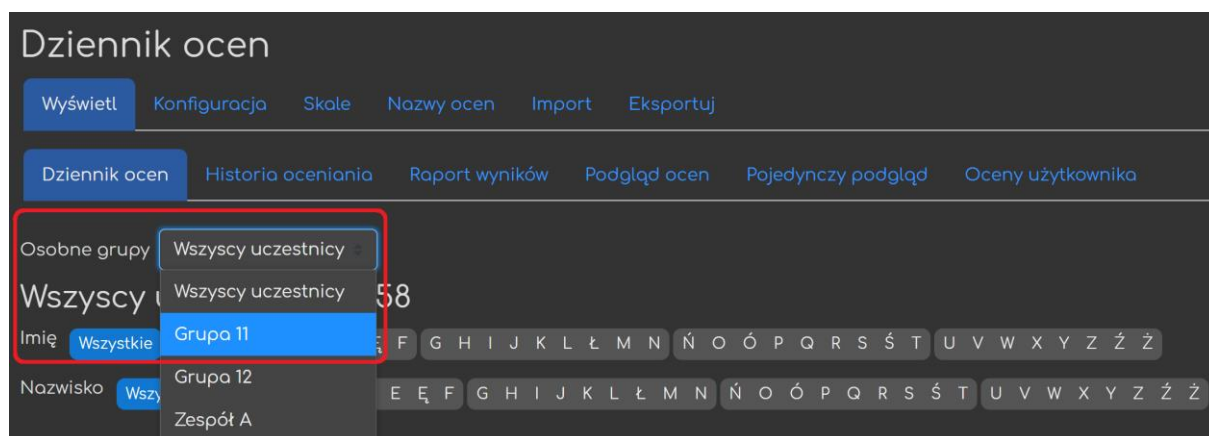 Dziennik ocen
Wyświetl Konfiguracja Skale Nazwy ocen Import Eksportuj
Dziennik ocen Historia oceniania Raport wyników Podgląd ocen Pojedynczy podgląd Oceny użytkownika
Osobne grupy Wszyscy uczestnicy
Wszyscy 58
Wszyscy uczestnicy
Grupa 11
Grupa 12
Zespół A
Imię Wszystkie F G H I J K L Ł M N Ń O Ó P Q R S Ś T U V W X Y Z Ź Ż
Nazwisko E Ę F G H I J K L Ł M N Ń O Ó P Q R S Ś T U V W X Y Z Ź Ż